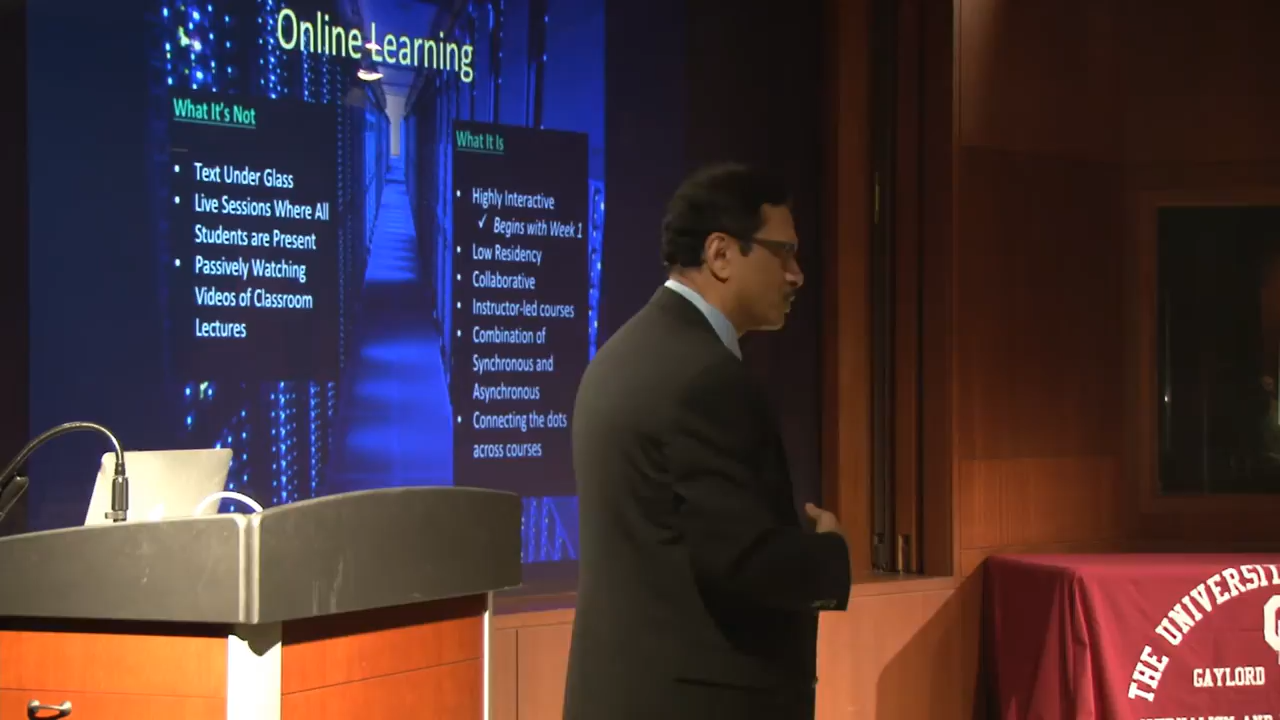 Online Learning
What It's Not
• Text Under Glass
• Live Sessions Where All
Students are Present
• Passively Watching
Videos of Classroom
Lectures
What It Is
• Highly Interactive
✓ Begins with Week 1
• Low Residency
• Collaborative
• Instructor-led courses
• Combination of
Synchronous and
Asynchronous
• Connecting the dots
across courses
THE UNIVERSIT
GAYLORD